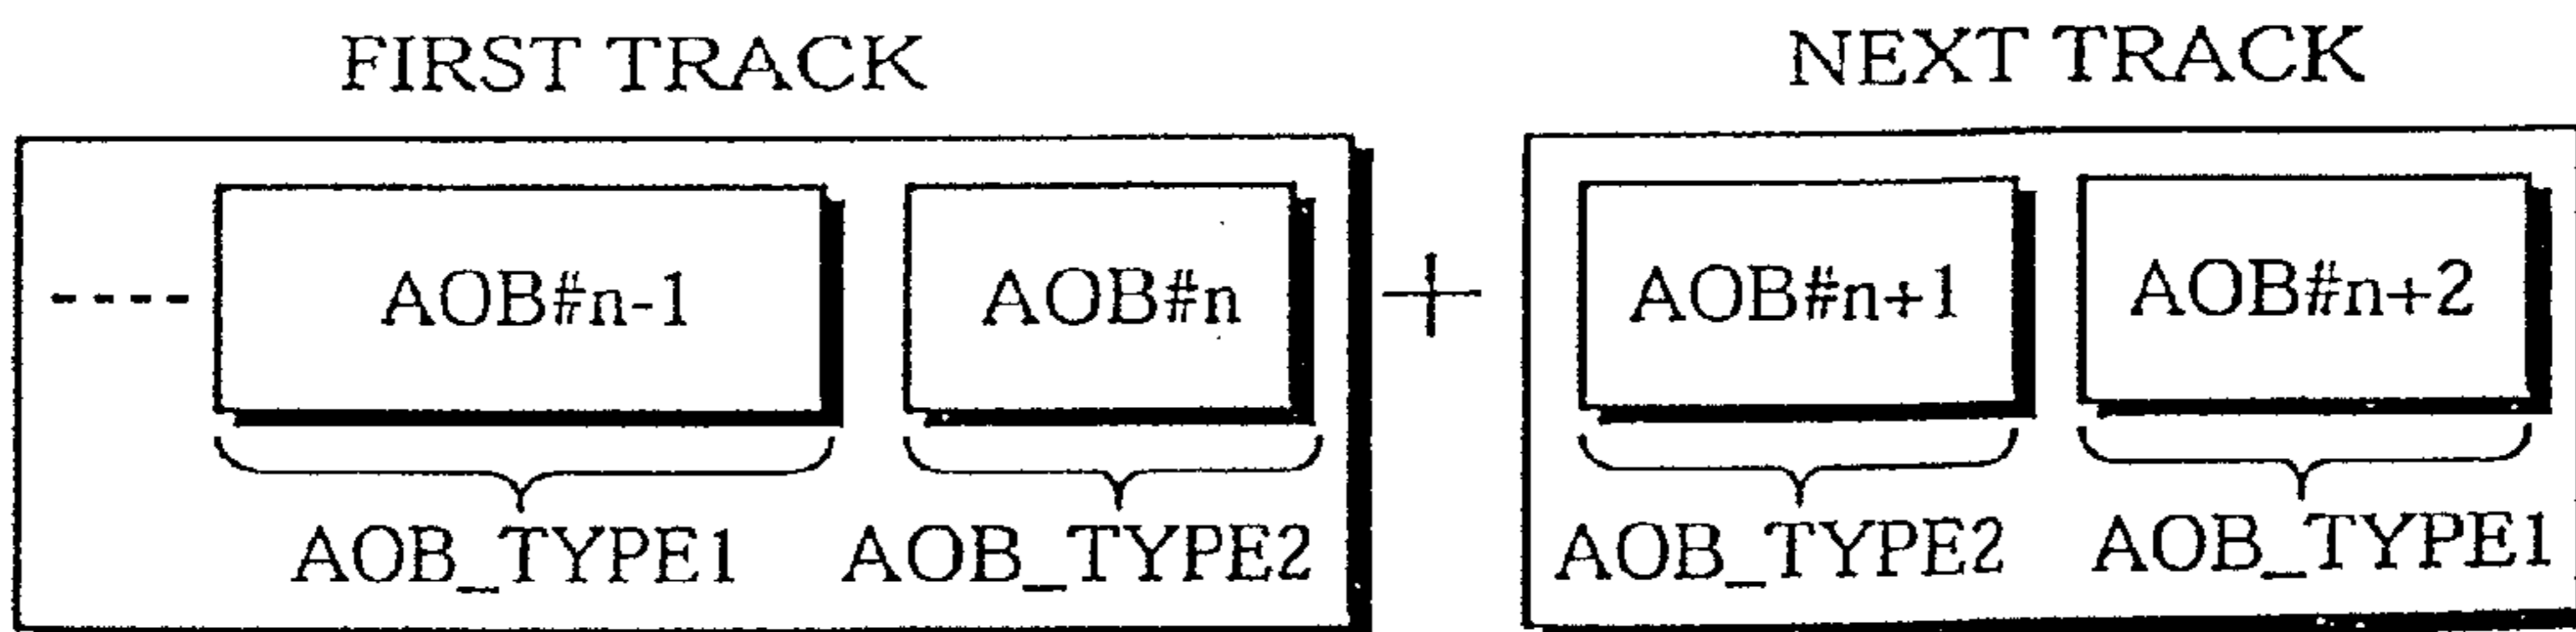 FIRST TRACK NEXT TRACK
---- AOB#n-1 AOB#n + AOB#n+1 AOB#n+2
AOB_TYPE1 AOB_TYPE2 AOB_TYPE2 AOB_TYPE1